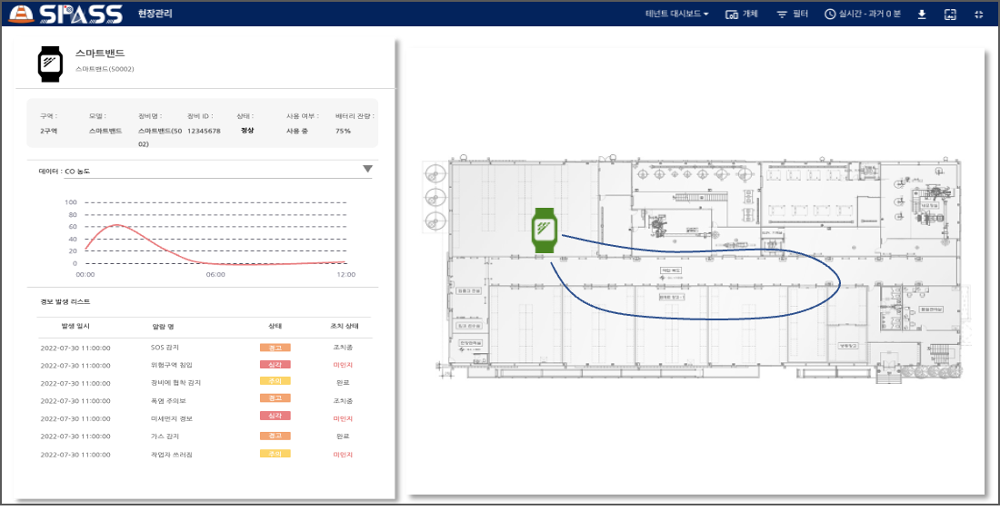 SPASS 현장관리 테넌트 대시보드 개체 필터 실시간 - 과거 0 분
스마트밴드
스마트밴드(50002)
구역 : 모델 : 장비명 : 장비 ID : 상태 : 사용 여부 : 배터리 잔량 :
2구역 스마트밴드 스마트밴드(50 12345678 정상 사용 중 75%
02)
데이터 : CO 농도
100
80
60
40
20
0
00:00 06:00 12:00
경보 발생 리스트
발생 일시 알람 명 상태 조치 상태
2022-07-30 11:00:00 SOS 감지 경고 조치중
2022-07-30 11:00:00 위험구역 침입 심각 미인지
2022-07-30 11:00:00 장비에 협착 감지 주의 완료
2022-07-30 11:00:00 폭염 주의보 경고 조치중
2022-07-30 11:00:00 미세먼지 경보 심각 미인지
2022-07-30 11:00:00 가스 감지 경고 완료
2022-07-30 11:00:00 작업자 쓰러짐 주의 미인지